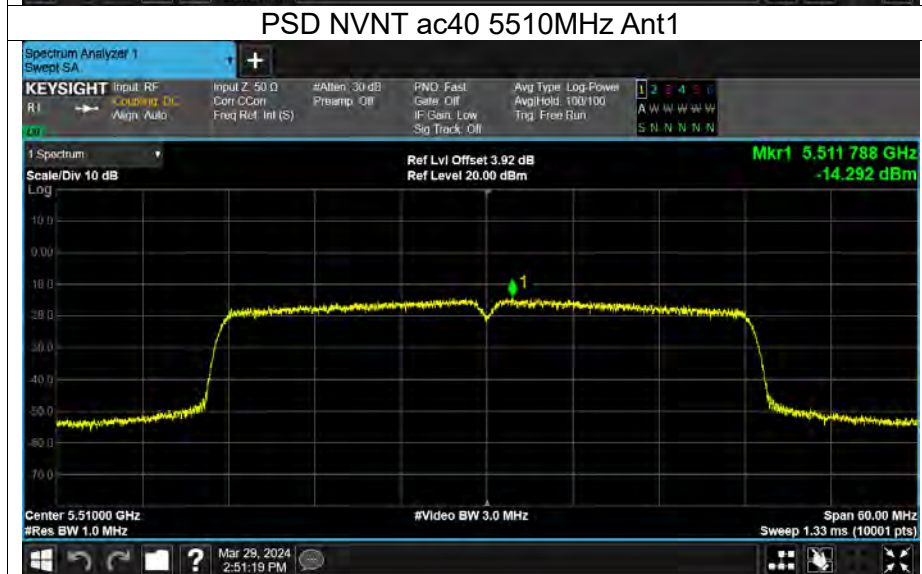 PSD NVNT ac40 5510MHz Ant1
Spectrum Analyzer 1
Swept SA
+
KEYSIGHT Input: RF
Coupling: DC
Align: Auto
Input Z: 50 Ω
Corr CCorr
Freq Ref: Int (S)
#Atten: 30 dB
Preamp: Off
PNO: Fast
Gate: Off
IF Gain: Low
Sig Track: Off
Avg Type: Log-Power
Avg|Hold: 100/100
Trig: Free Run
1 2 3 4 5 6
A W W W W W
S N N N N N
1 Spectrum
Scale/Div 10 dB
Ref Lvl Offset 3.92 dB
Ref Level 20.00 dBm
Mkr1 5.511 788 GHz
-14.292 dBm
Log
10.0
0.00
-10.0
-20.0
-30.0
-40.0
-50.0
-60.0
-70.0
1
Center 5.51000 GHz
#Res BW 1.0 MHz
#Video BW 3.0 MHz
Span 60.00 MHz
Sweep 1.33 ms (10001 pts)
?
Mar 29, 2024
2:51:19 PM